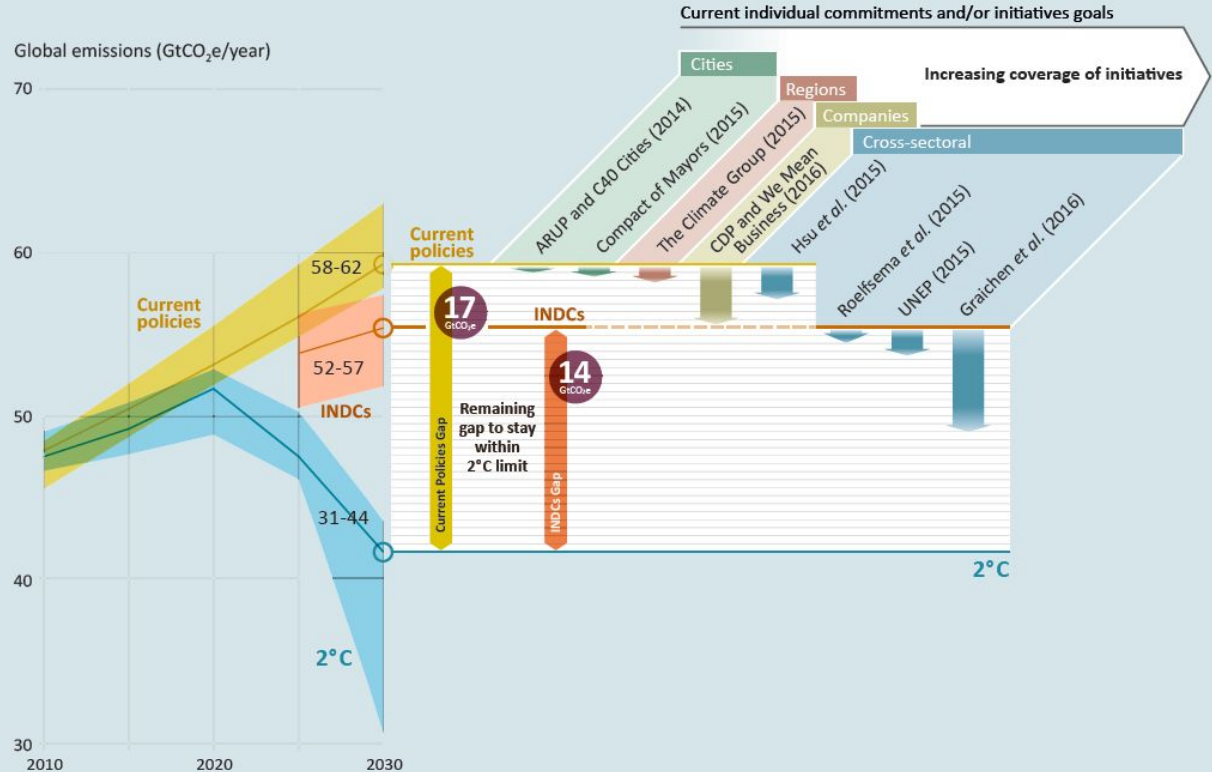 Current individual commitments and/or initiatives goals
Global emissions (GtCO₂e/year)
Increasing coverage of initiatives
Cities
Regions
Companies
Cross-sectoral
ARUP and C40 Cities (2014)
Compact of Mayors (2015)
The Climate Group (2015)
CDP and We Mean
Business (2016)
Hsu et al. (2015)
Roelfsema et al. (2015)
UNEP (2015)
Graichen et al. (2016)
70
60
50
40
30
2010
2020
2030
Current
policies
58-62
52-57
INDCs
31-44
2°C
Current
policies
17
GtCO₂e
INDCs
14
GtCO₂e
Remaining
gap to stay
within
2°C limit
Current Policies Gap
INDCs Gap
2°C